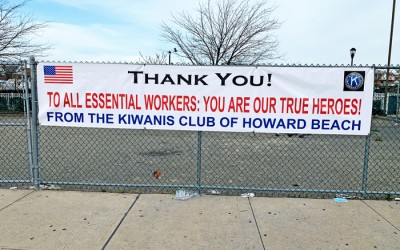 THANK YOU!
TO ALL ESSENTIAL WORKERS: YOU ARE OUR TRUE HEROES!
FROM THE KIWANIS CLUB OF HOWARD BEACH